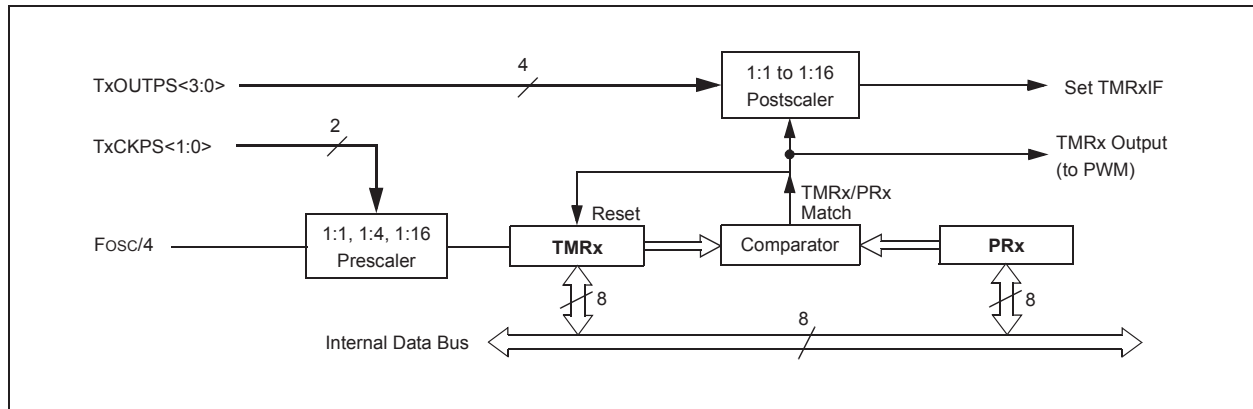 TxOUTPS<3:0>
4
1:1 to 1:16
Postscaler
Set TMRxIF
TxCKPS<1:0>
2
TMRx Output
(to PWM)
TMRx/PRx
Match
Reset
FOSC/4
1:1, 1:4, 1:16
Prescaler
TMRx
Comparator
PRx
8
8
8
Internal Data Bus